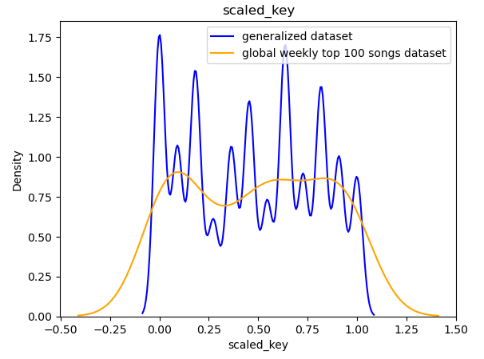 scaled_key
generalized dataset
global weekly top 100 songs dataset
1.75
1.50
1.25
1.00
0.75
0.50
0.25
0.00
Density
−0.50 −0.25 0.00 0.25 0.50 0.75 1.00 1.25 1.50
scaled_key